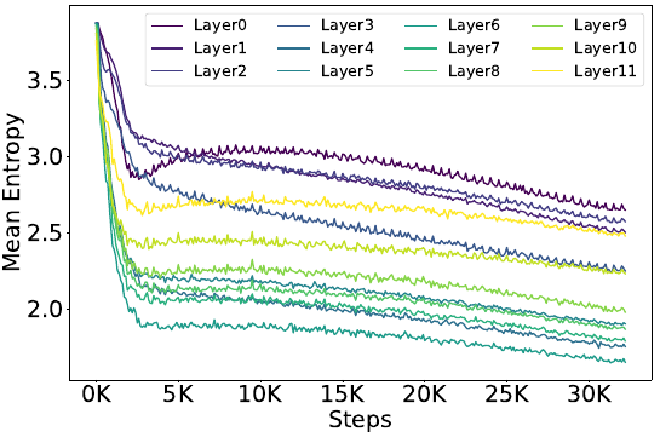 Layer0 Layer3 Layer6 Layer9
Layer1 Layer4 Layer7 Layer10
Layer2 Layer5 Layer8 Layer11
3.5
3.0
2.5
2.0
Mean Entropy
0K 5K 10K 15K 20K 25K 30K
Steps